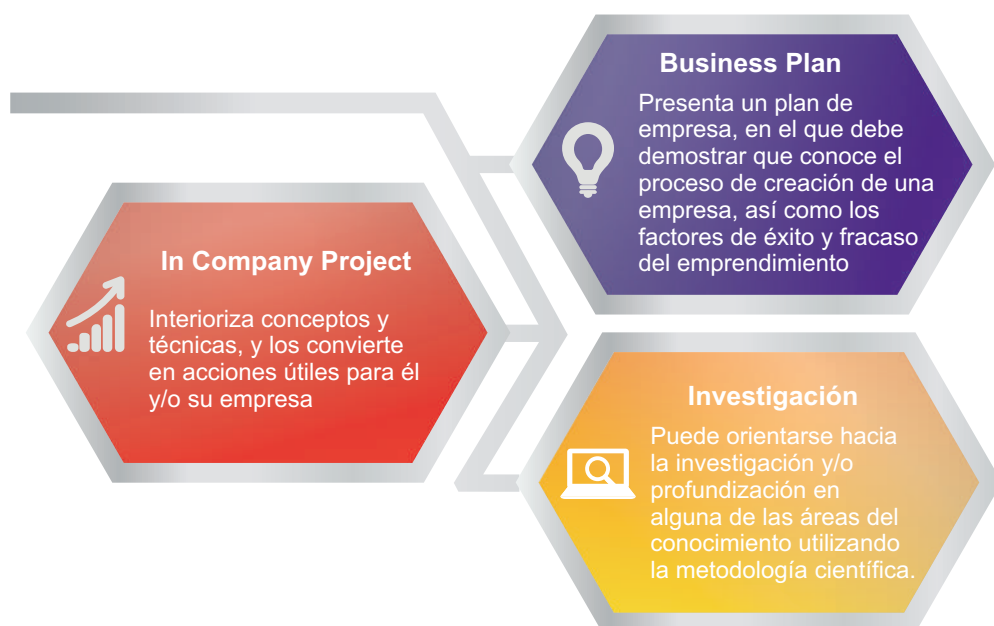 Business Plan
Presenta un plan de
empresa, en el que debe
demostrar que conoce el
proceso de creación de una
empresa, así como los
factores de éxito y fracaso
del emprendimiento
In Company Project
Interioriza conceptos y
técnicas, y los convierte
en acciones útiles para él
y/o su empresa
Investigación
Puede orientarse hacia
la investigación y/o
profundización en
alguna de las áreas del
conocimiento utilizando
la metodología científica.